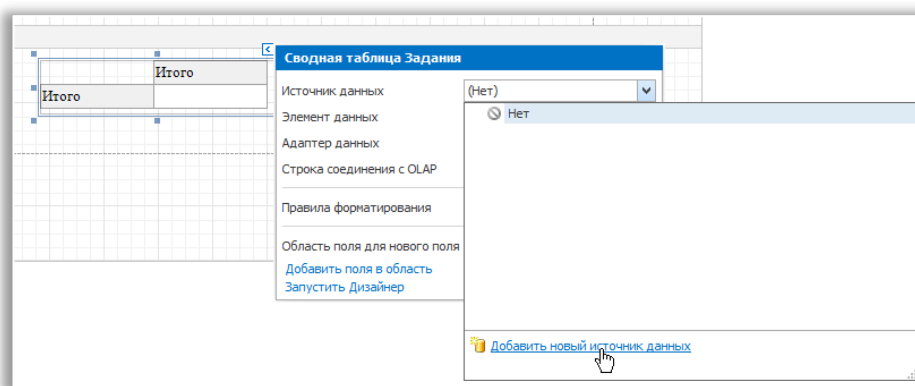 Итого
Итого
Сводная таблица Задания
Источник данных (Нет)
Нет
Элемент данных
Адаптер данных
Строка соединения с OLAP
Правила форматирования
Область поля для нового поля
Добавить поля в область
Запустить Дизайнер
Добавить новый источник данных